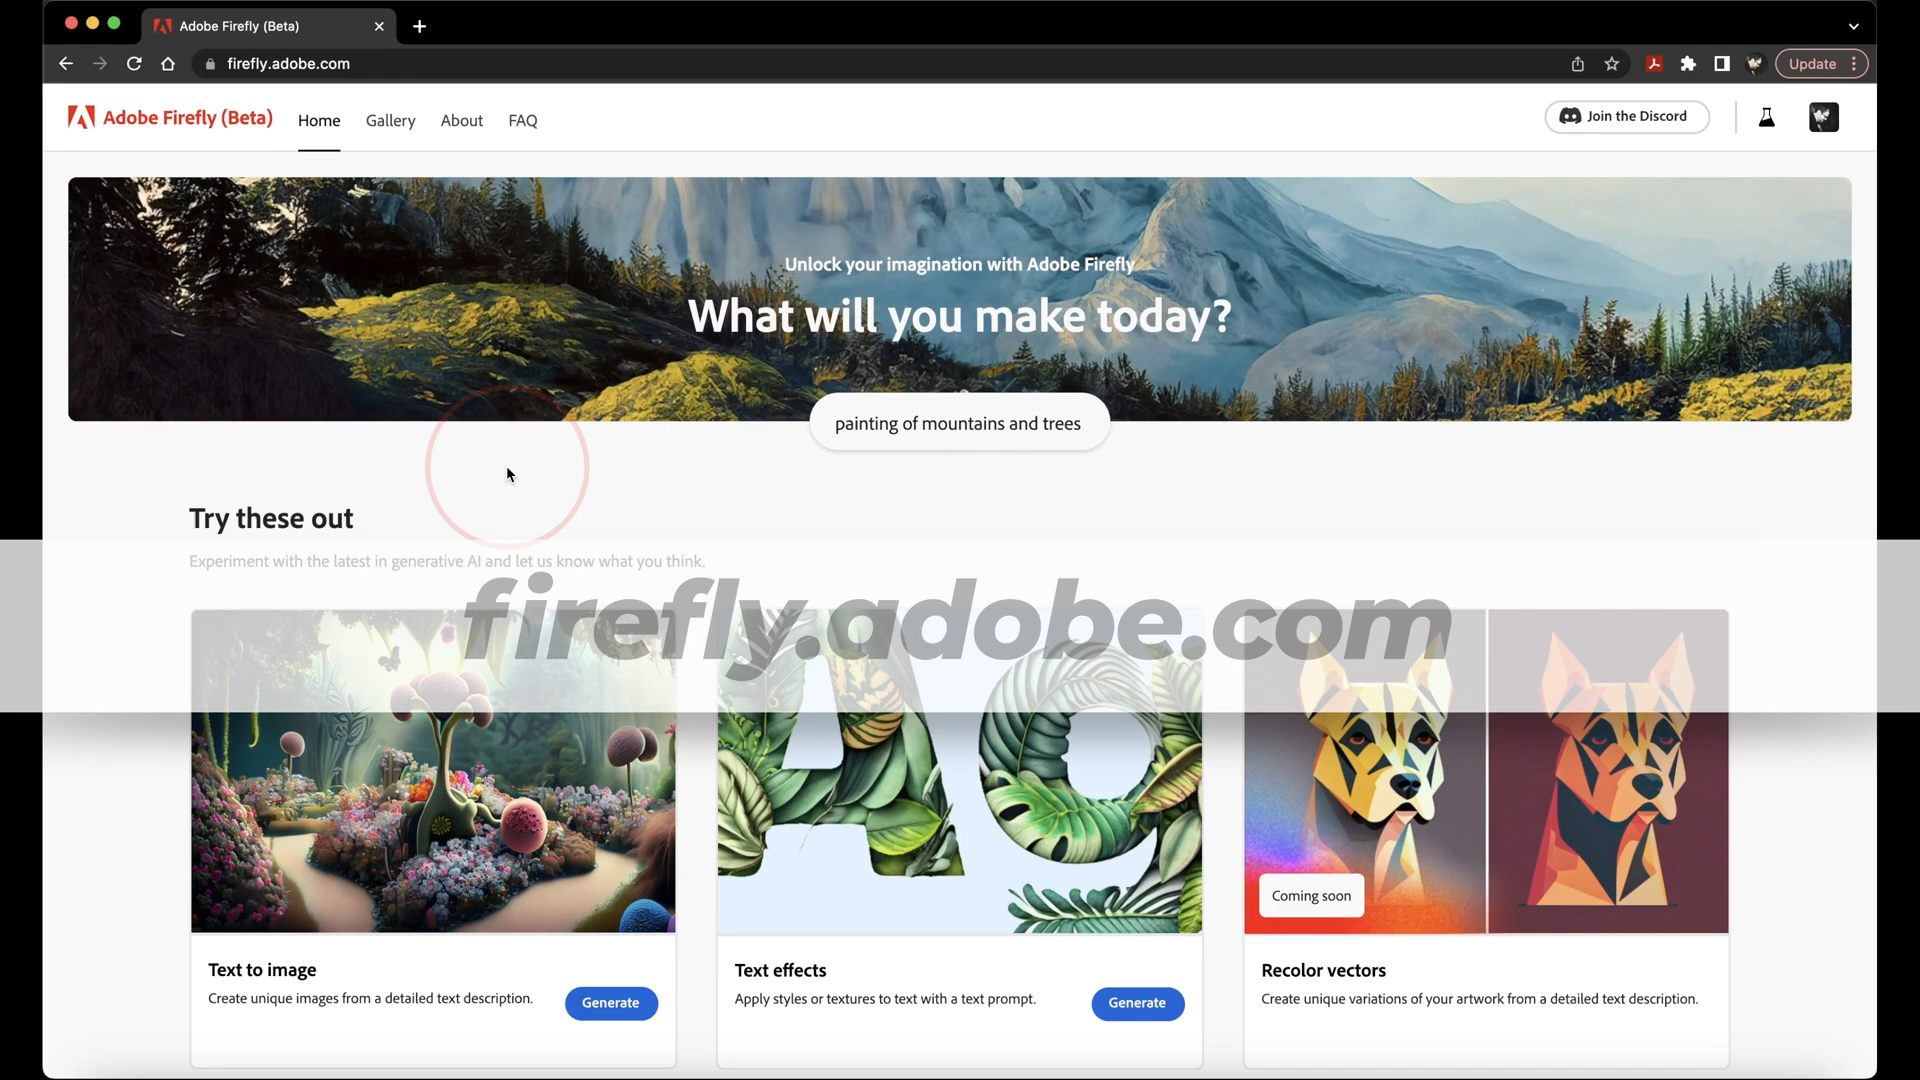 Adobe Firefly (Beta)
firefly.adobe.com
Update
Adobe Firefly (Beta)
Home
Gallery
About
FAQ
Join the Discord
Unlock your imagination with Adobe Firefly
What will you make today?
painting of mountains and trees
Try these out
Experiment with the latest in generative AI and let us know what you think.
firefly.adobe.com
Ag
Coming soon
Text to image
Create unique images from a detailed text description.
Generate
Text effects
Apply styles or textures to text with a text prompt.
Generate
Recolor vectors
Create unique variations of your artwork from a detailed text description.